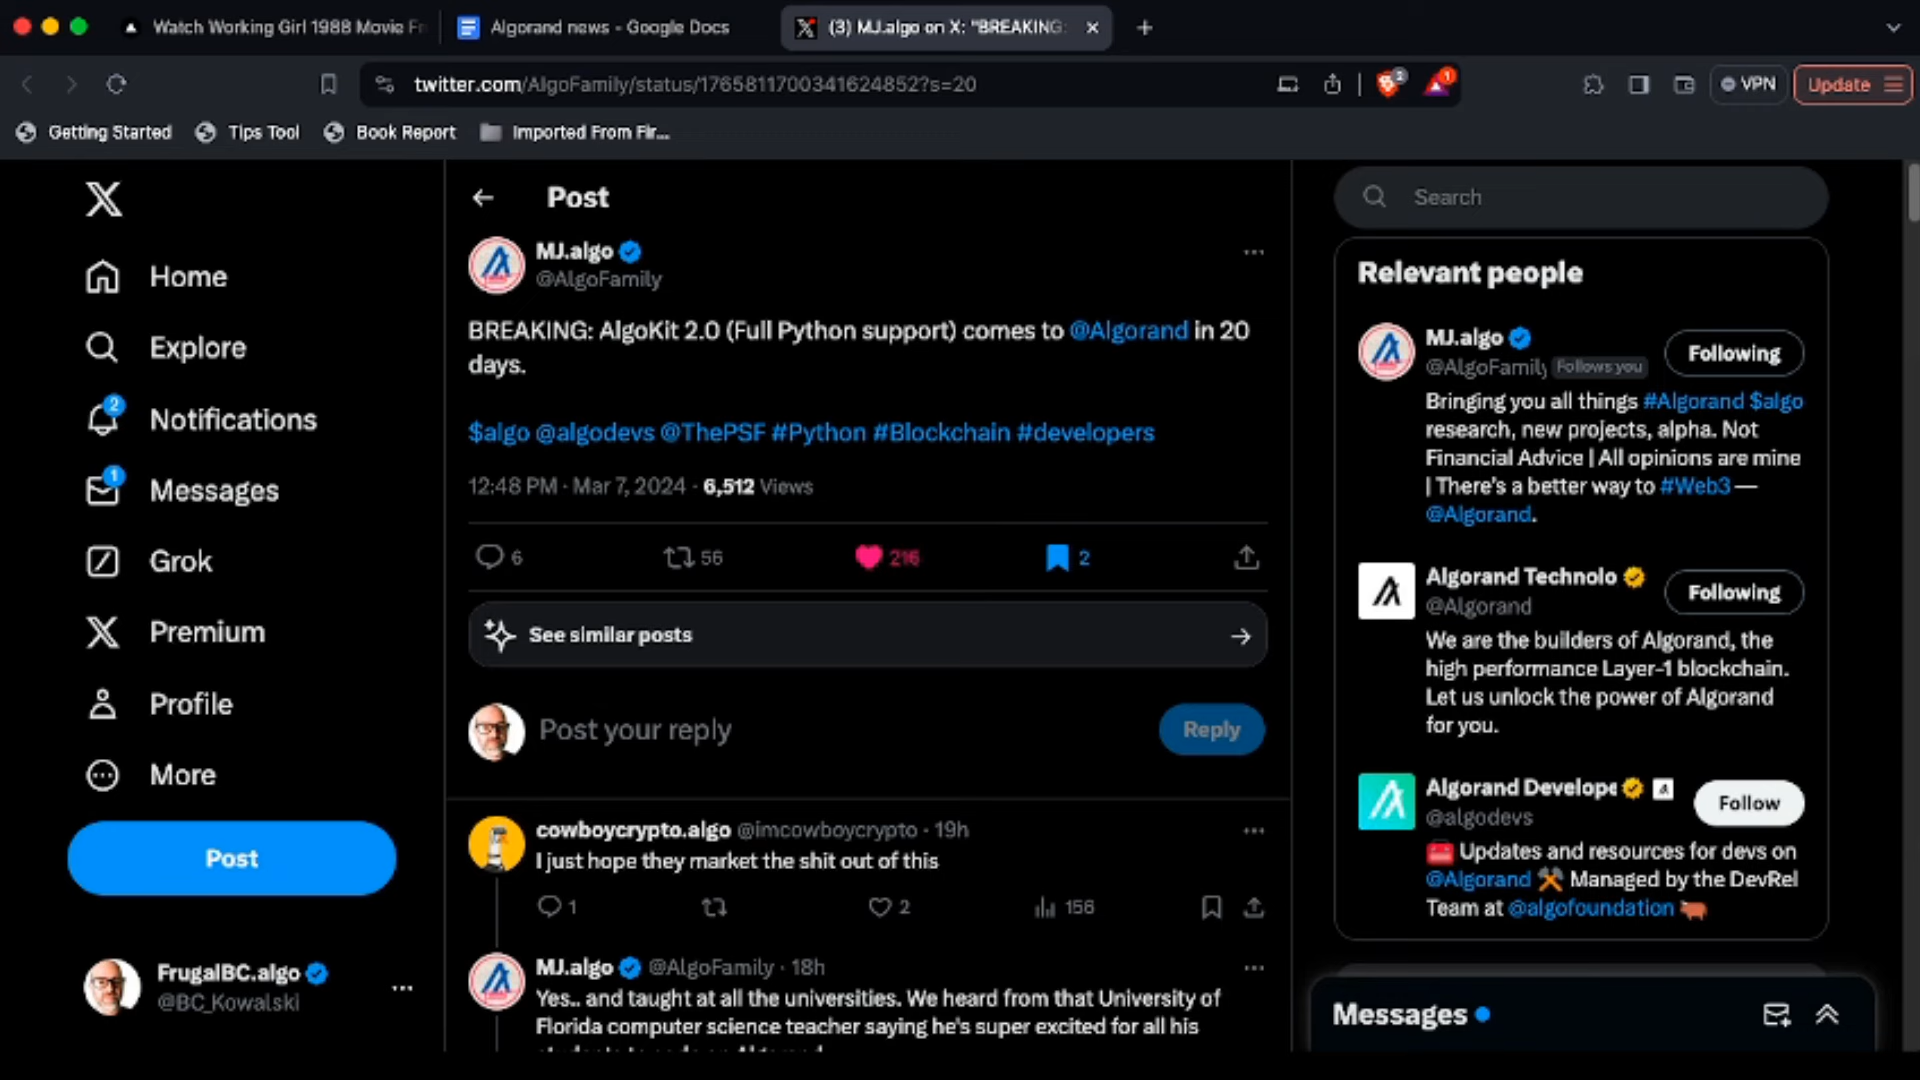 Watch Working Girl 1988 Movie Fr
Algorand news - Google Docs
(3) MJ.algo on X: "BREAKING:
twitter.com/AlgoFamily/status/1765811700341624852?s=20
2
1
VPN
Update
Getting Started
Tips Tool
Book Report
Imported From Fir...
Home
Explore
2
Notifications
1
Messages
Grok
Premium
Profile
More
Post
FrugalBC.algo
@BC_Kowalski
Post
MJ.algo
@AlgoFamily
BREAKING: AlgoKit 2.0 (Full Python support) comes to @Algorand in 20
days.
$algo @algodevs @ThePSF #Python #Blockchain #developers
12:48 PM · Mar 7, 2024 · 6,512 Views
6
56
216
2
See similar posts
Post your reply
Reply
cowboycrypto.algo @imcowboycrypto · 19h
I just hope they market the shit out of this
1
2
156
MJ.algo @AlgoFamily · 18h
Yes.. and taught at all the universities. We heard from that University of
Florida computer science teacher saying he's super excited for all his
Search
Relevant people
MJ.algo
@AlgoFamily Follows you
Following
Bringing you all things #Algorand $algo
research, new projects, alpha. Not
Financial Advice | All opinions are mine
| There's a better way to #Web3 —
@Algorand.
Algorand Technolo
@Algorand
Following
We are the builders of Algorand, the
high performance Layer-1 blockchain.
Let us unlock the power of Algorand
for you.
Algorand Develope
@algodevs
Follow
Updates and resources for devs on
@Algorand Managed by the DevRel
Team at @algofoundation
Messages